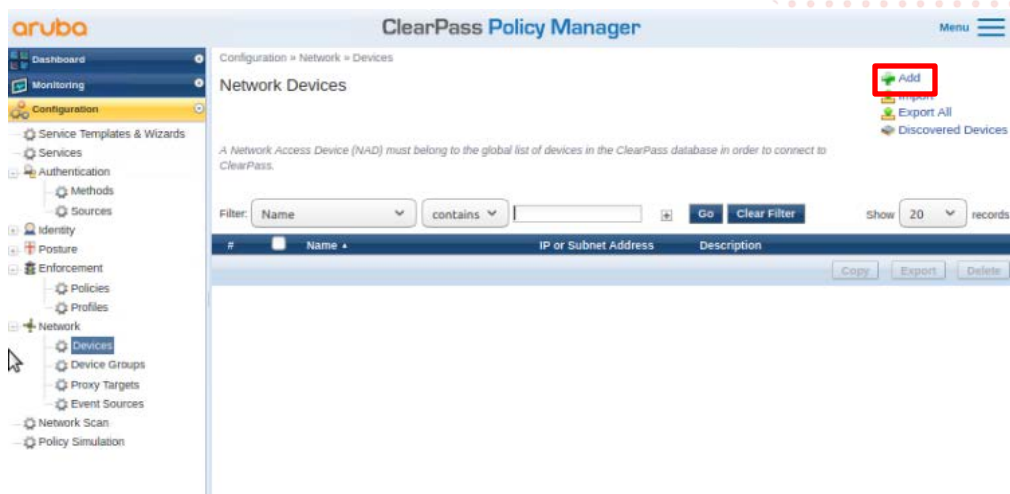 aruba
ClearPass Policy Manager
Menu
Dashboard
Monitoring
Configuration
Service Templates & Wizards
Services
Authentication
Methods
Sources
Identity
Posture
Enforcement
Policies
Profiles
Network
Devices
Device Groups
Proxy Targets
Event Sources
Network Scan
Policy Simulation
Configuration » Network » Devices
Network Devices
Add
Import
Export All
Discovered Devices
A Network Access Device (NAD) must belong to the global list of devices in the ClearPass database in order to connect to
ClearPass.
Filter: Name contains Go Clear Filter Show 20 records
# Name IP or Subnet Address Description
Copy Export Delete